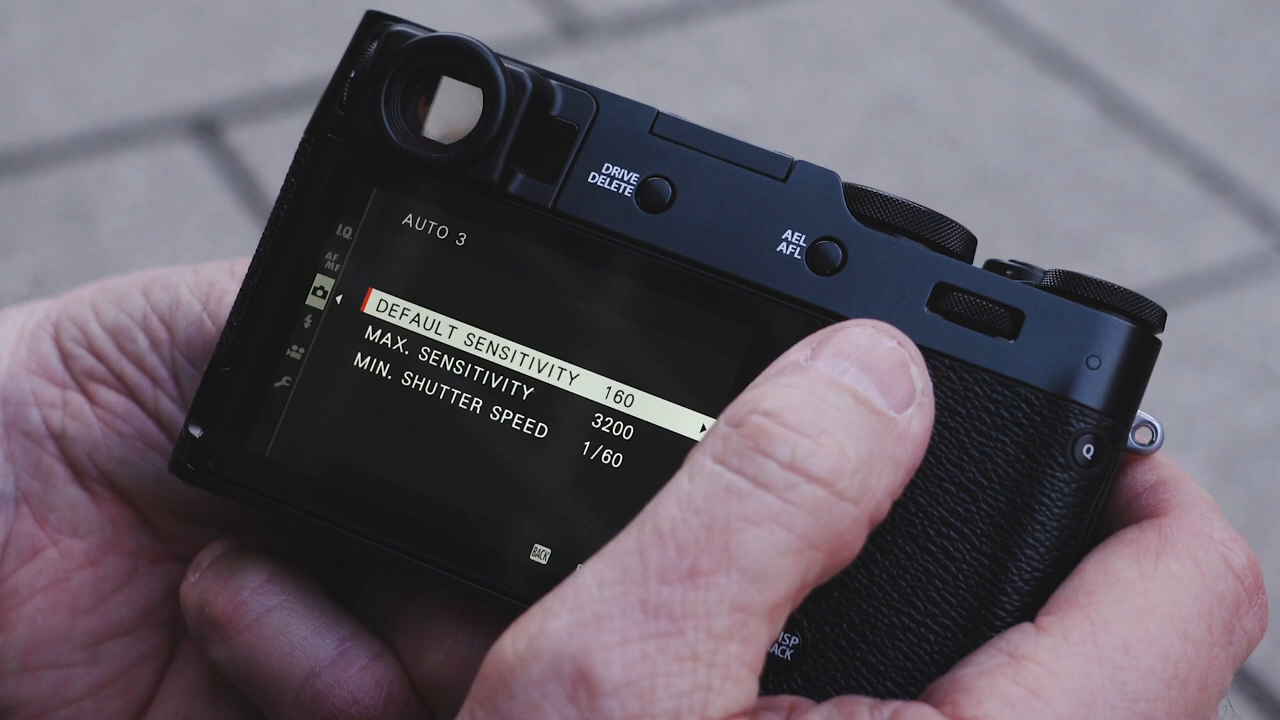 DRIVE
DELETE
AEL
AFL
I.Q.
AF
MF
AUTO 3
DEFAULT SENSITIVITY 160
MAX. SENSITIVITY 3200
MIN. SHUTTER SPEED 1/60
BACK
Q